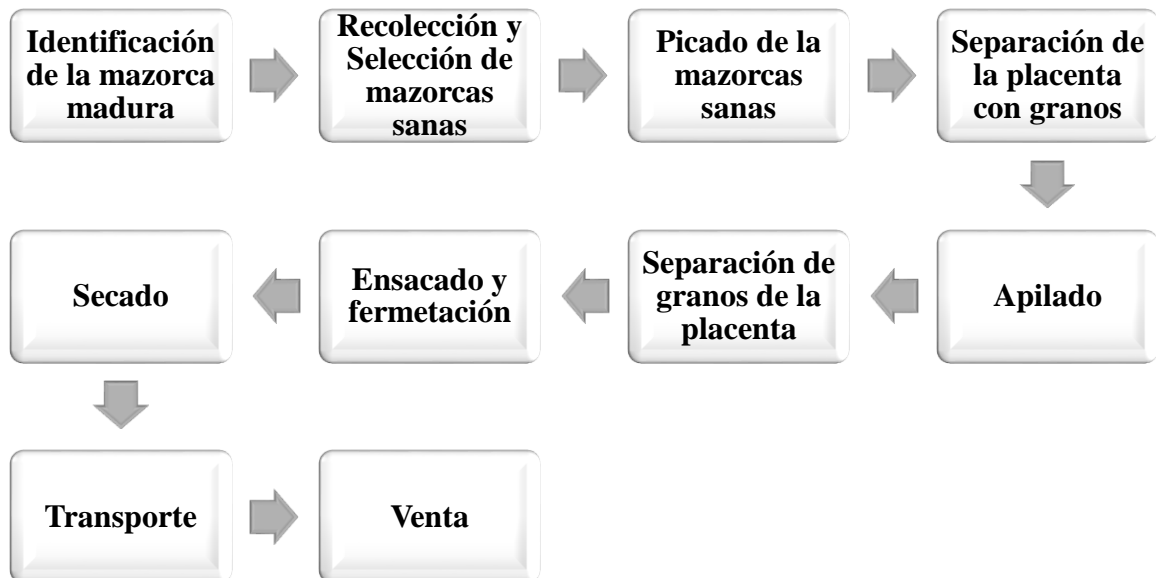 Identificación
de la mazorca
madura
Recolección y
Selección de
mazorcas
sanas
Picado de la
mazorcas
sanas
Separación de
la placenta
con granos
Apilado
Separación de
granos de la
placenta
Ensacado y
fermetación
Secado
Transporte
Venta